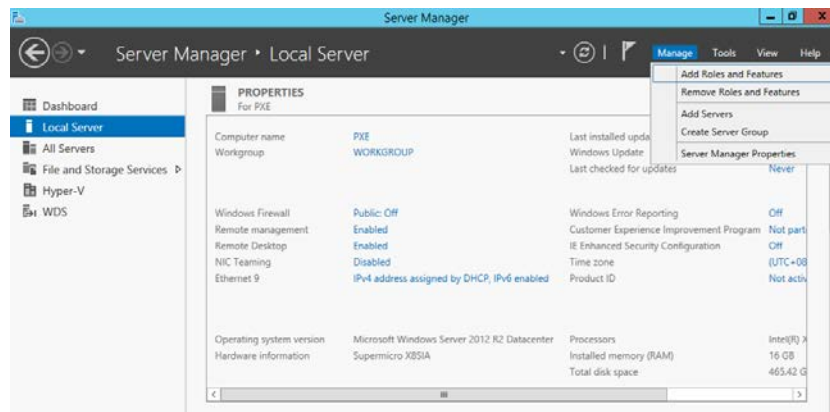 Server Manager
Server Manager • Local Server
Manage Tools View Help
Add Roles and Features
Remove Roles and Features
Add Servers
Create Server Group
Server Manager Properties
Dashboard
Local Server
All Servers
File and Storage Services
Hyper-V
WDS
PROPERTIES
For PXE
Computer name PXE
Workgroup WORKGROUP
Last installed upda
Windows Update
Last checked for updates Never
Windows Firewall Public: Off
Remote management Enabled
Remote Desktop Enabled
NIC Teaming Disabled
Ethernet 9 IPv4 address assigned by DHCP, IPv6 enabled
Windows Error Reporting Off
Customer Experience Improvement Program Not parti
IE Enhanced Security Configuration Off
Time zone (UTC+08
Product ID Not activ
Operating system version Microsoft Windows Server 2012 R2 Datacenter
Hardware information Supermicro X8SIA
Processors Intel(R) X
Installed memory (RAM) 16 GB
Total disk space 465.42 G